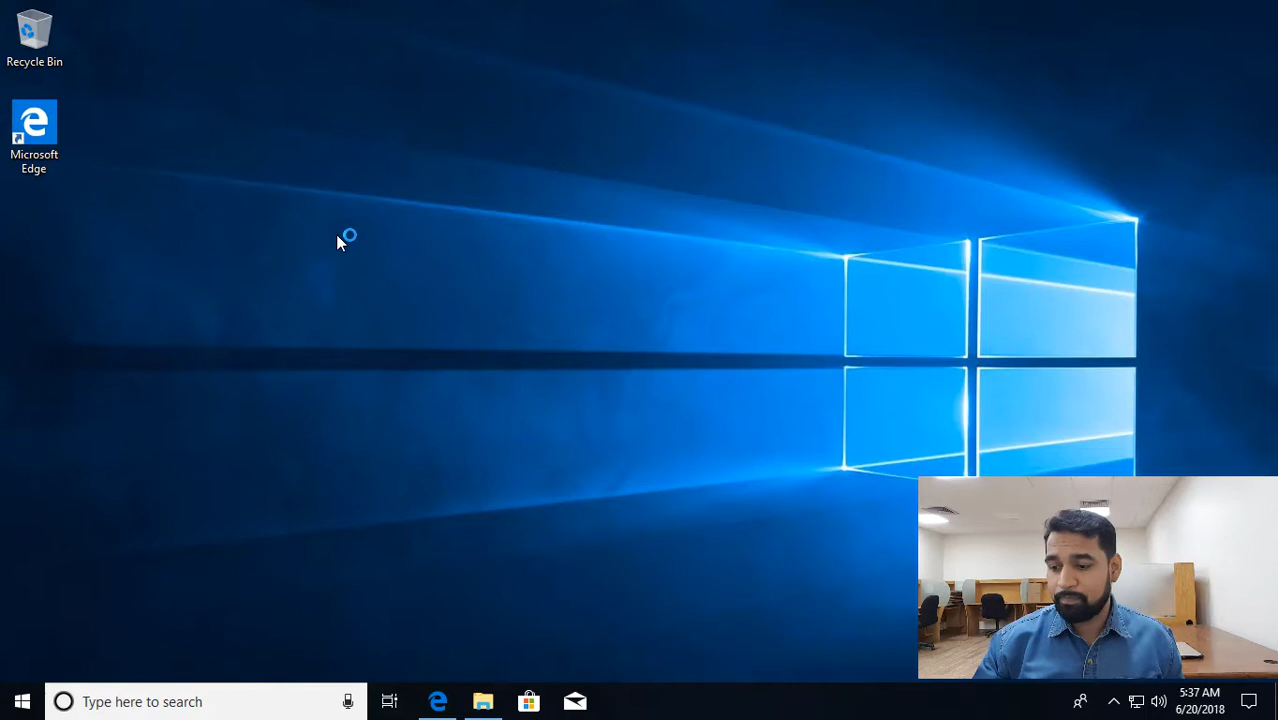 Recycle Bin
Microsoft
Edge
Type here to search
5:37 AM
6/20/2018